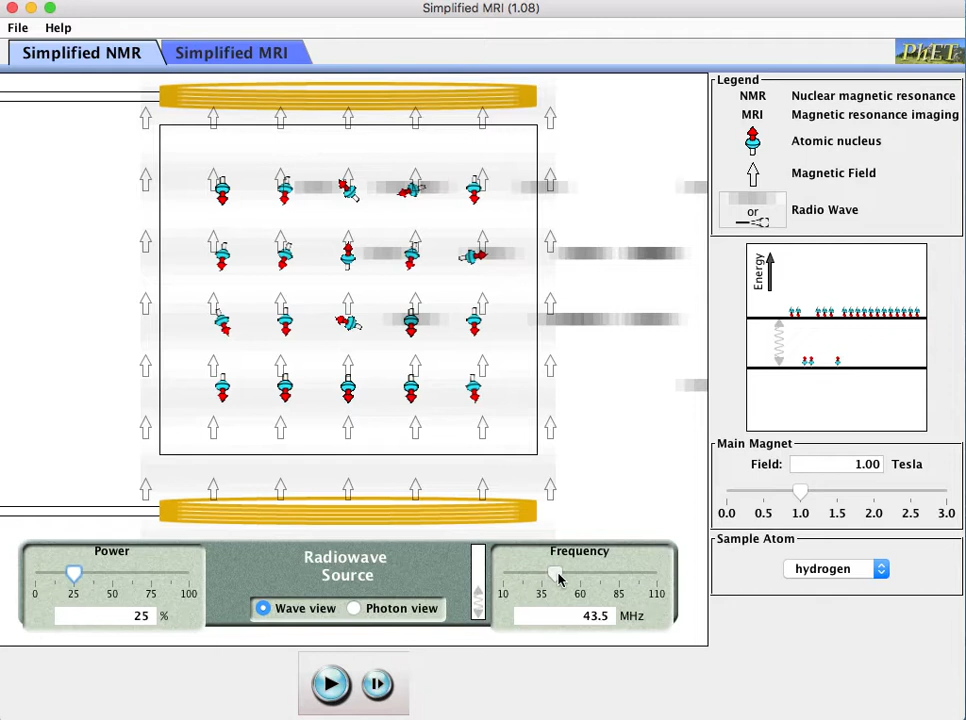 Simplified MRI (1.08)
File Help
Simplified NMR Simplified MRI
PhET
Legend
NMR Nuclear magnetic resonance
MRI Magnetic resonance imaging
Atomic nucleus
Magnetic Field
or
Radio Wave
Energy
Main Magnet
Field: 1.00 Tesla
0.0 0.5 1.0 1.5 2.0 2.5 3.0
Sample Atom
hydrogen
Power
0 25 50 75 100
25 %
Radiowave
Source
Wave view Photon view
Frequency
10 35 60 85 110
43.5 MHz